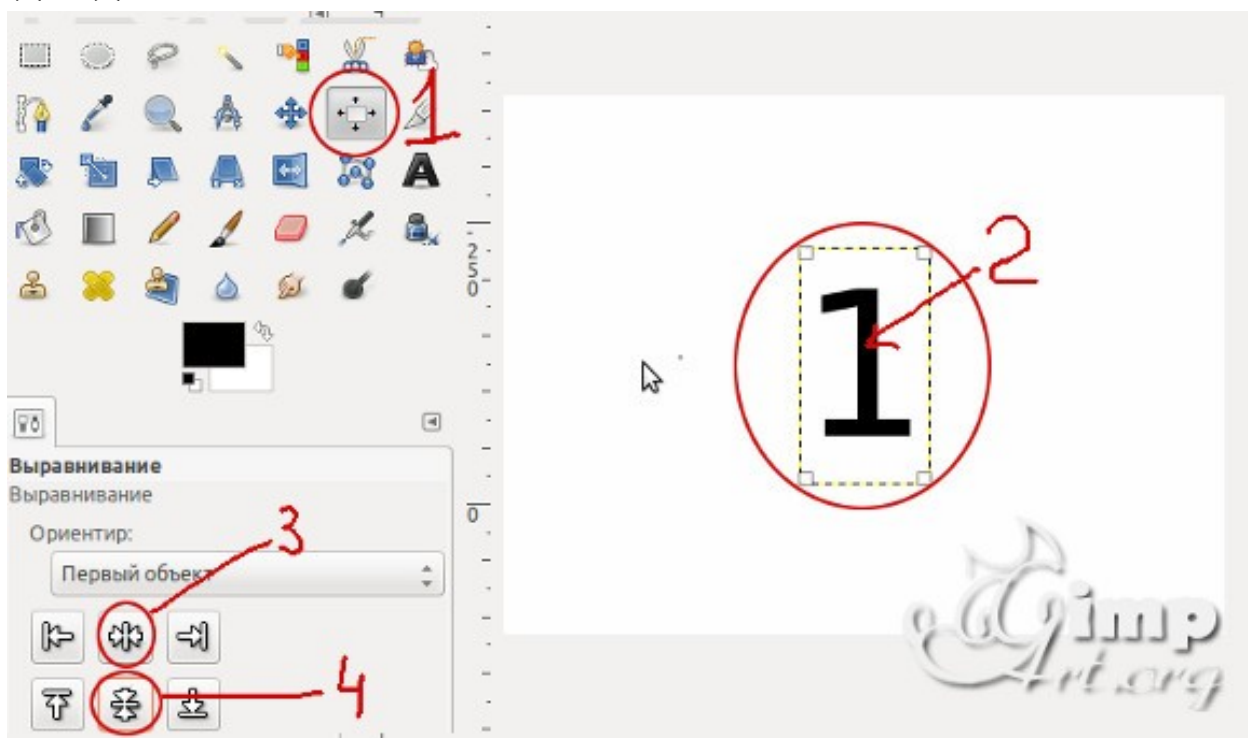 1
2
250
1
0
Выравнивание
Выравнивание
Ориентир:
3
Первый объект
4
Gimp
Art.org